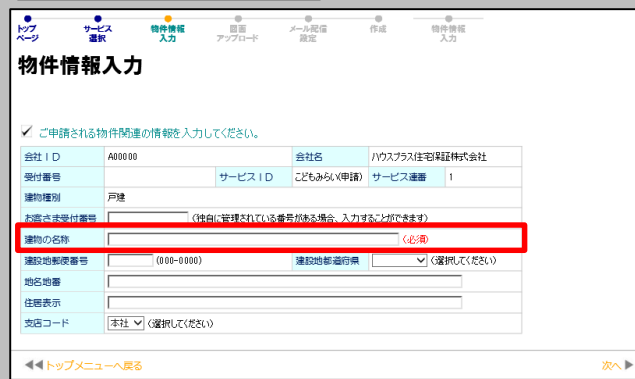 トップページ サービス選択 物件情報入力 図面アップロード メール配信設定 作成 物件情報入力
物件情報入力
ご申請される物件関連の情報を入力してください。
会社ID A00000 会社名 ハウスプラス住宅保証株式会社
受付番号 サービスID こどもみらい(申請) サービス連番 1
建物種別 戸建
お客さま受付番号 (独自に管理されている番号がある場合、入力することができます)
建物の名称 (必須)
建設地郵便番号 (000-0000) 建設地都道府県 (選択してください)
地名地番
住居表示
支店コード 本社 (選択してください)
トップメニューへ戻る 次へ